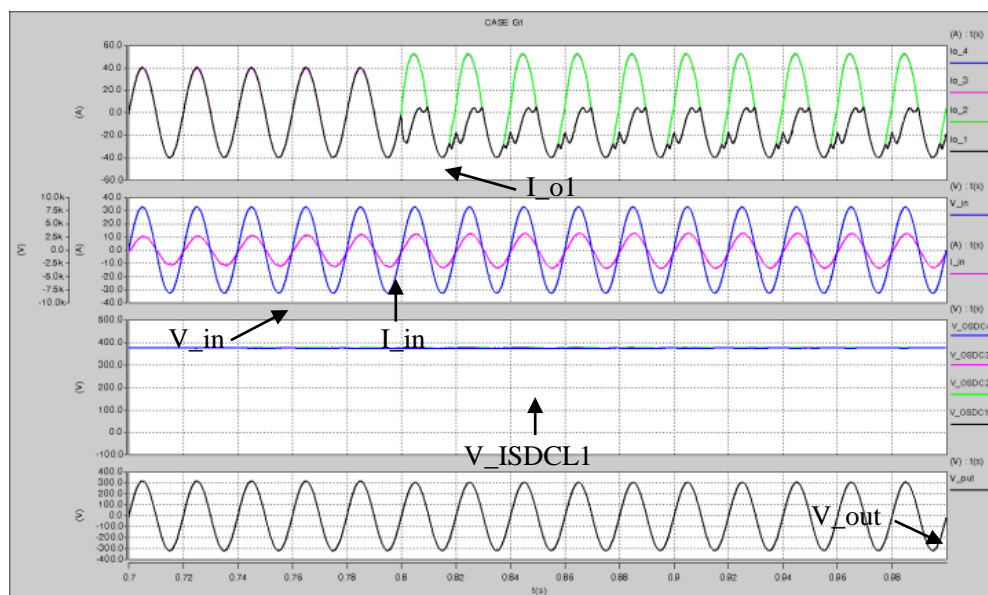 CASE G1
(A) : t(s)
Io_4
Io_3
Io_2
Io_1
60.0
40.0
20.0
0.0
-20.0
-40.0
-60.0
(A)
I_o1
(V) : t(s)
V_in
(A) : t(s)
I_in
10.0k
7.5k
5.0k
2.5k
0.0
-2.5k
-5.0k
-7.5k
-10.0k
(V)
40.0
30.0
20.0
10.0
0.0
-10.0
-20.0
-30.0
-40.0
(A)
V_in
I_in
(V) : t(s)
V_OSDC4
V_OSDC3
V_OSDC2
V_OSDC1
500.0
400.0
300.0
200.0
100.0
0.0
-100.0
(V)
V_ISDCL1
(V) : t(s)
V_out
400.0
300.0
200.0
100.0
0.0
-100.0
-200.0
-300.0
-400.0
(V)
V_out
0.7 0.72 0.74 0.76 0.78 0.8 0.82 0.84 0.86 0.88 0.9 0.92 0.94 0.96 0.98
t(s)